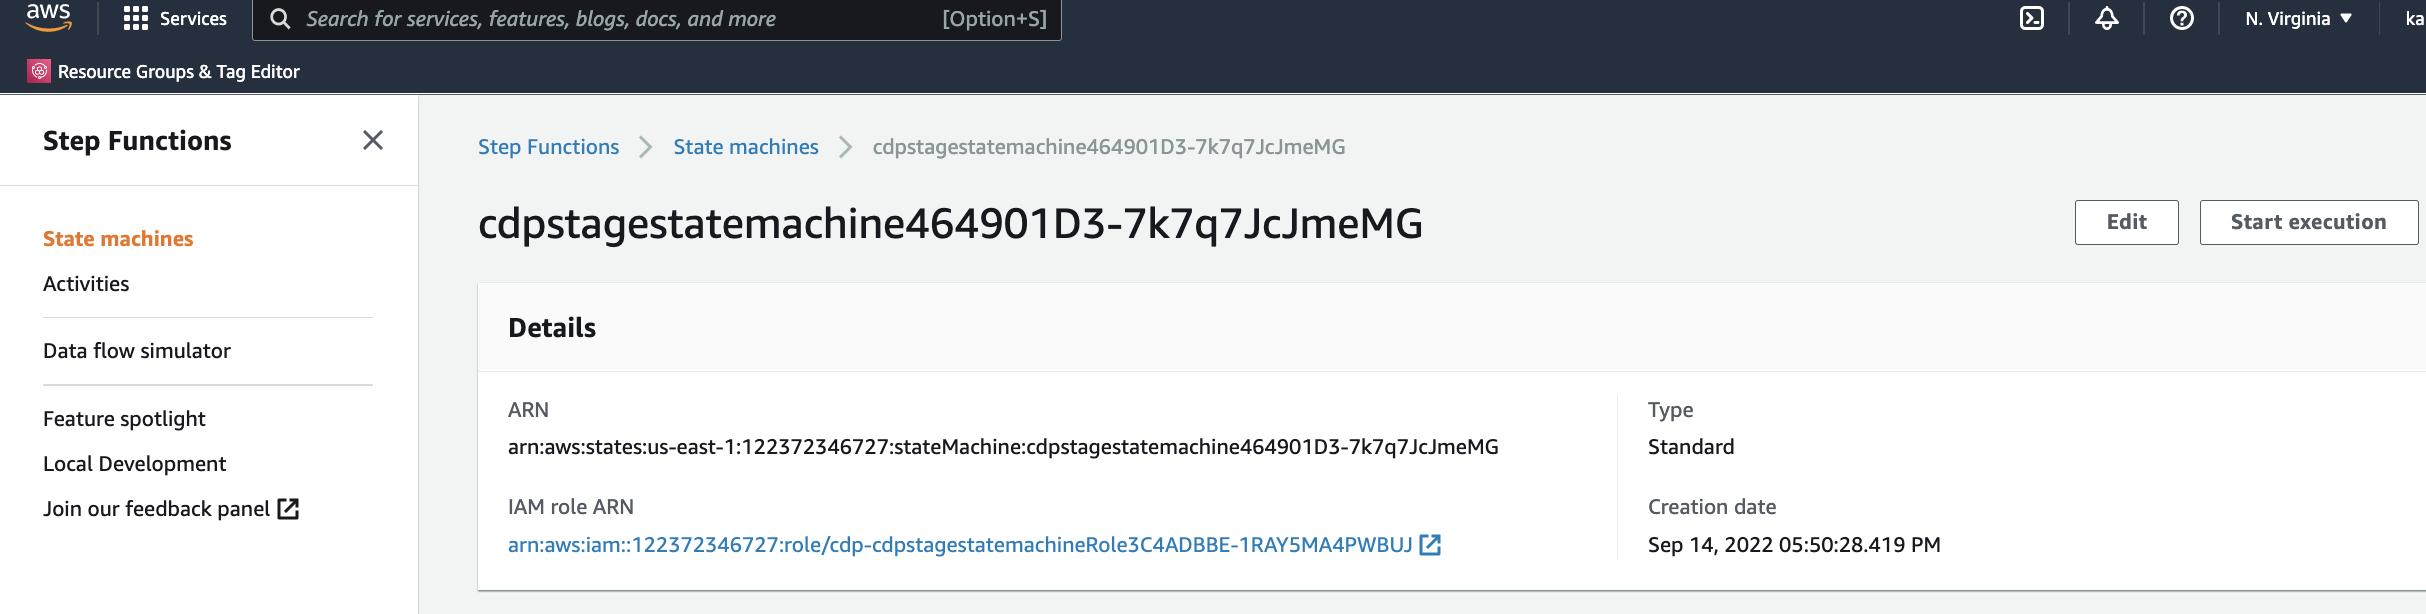 aws
Services
Search for services, features, blogs, docs, and more
[Option+S]
N. Virginia ▼
ka
Resource Groups & Tag Editor
Step Functions
State machines
Activities
Data flow simulator
Feature spotlight
Local Development
Join our feedback panel
Step Functions
State machines
cdpstagestatemachine464901D3-7k7q7JcJmeMG
cdpstagestatemachine464901D3-7k7q7JcJmeMG
Edit
Start execution
Details
ARN
arn:aws:states:us-east-1:122372346727:stateMachine:cdpstagestatemachine464901D3-7k7q7JcJmeMG
IAM role ARN
arn:aws:iam::122372346727:role/cdp-cdpstagestatemachineRole3C4ADBBE-1RAY5MA4PWBUJ
Type
Standard
Creation date
Sep 14, 2022 05:50:28.419 PM